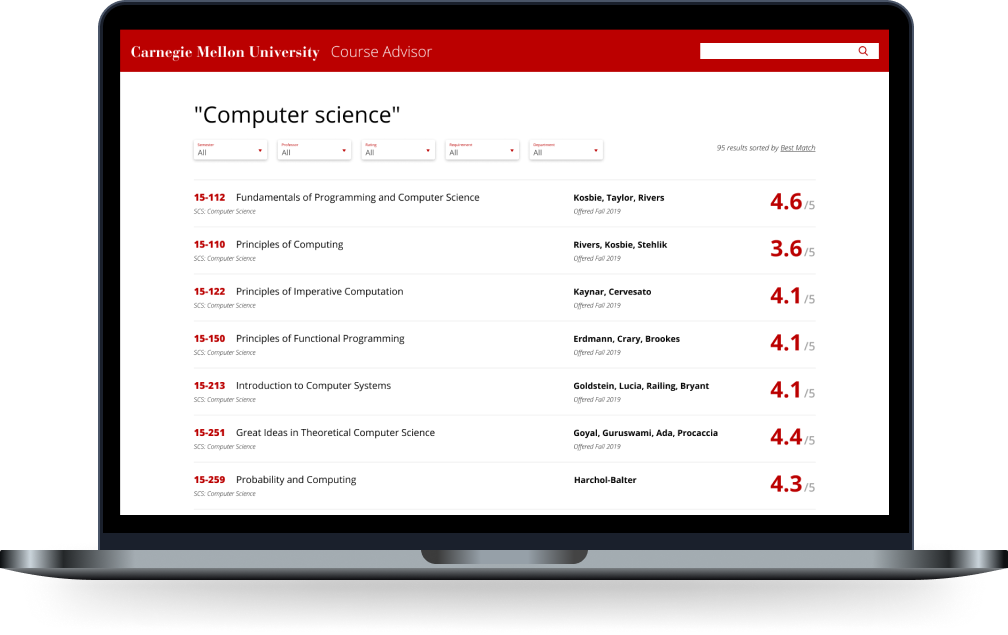 Carnegie Mellon University Course Advisor
"Computer science"
Semester Professor Rating Requirement Department
All All All All All
95 results sorted by Best Match
15-112 Fundamentals of Programming and Computer Science Kosbie, Taylor, Rivers 4.6/5
SCS: Computer Science Offered Fall 2019
15-110 Principles of Computing Rivers, Kosbie, Stehlik 3.6/5
SCS: Computer Science Offered Fall 2019
15-122 Principles of Imperative Computation Kaynar, Cervesato 4.1/5
SCS: Computer Science Offered Fall 2019
15-150 Principles of Functional Programming Erdmann, Crary, Brookes 4.1/5
SCS: Computer Science Offered Fall 2019
15-213 Introduction to Computer Systems Goldstein, Lucia, Railing, Bryant 4.1/5
SCS: Computer Science Offered Fall 2019
15-251 Great Ideas in Theoretical Computer Science Goyal, Guruswami, Ada, Procaccia 4.4/5
SCS: Computer Science Offered Fall 2019
15-259 Probability and Computing Harchol-Balter 4.3/5
SCS: Computer Science